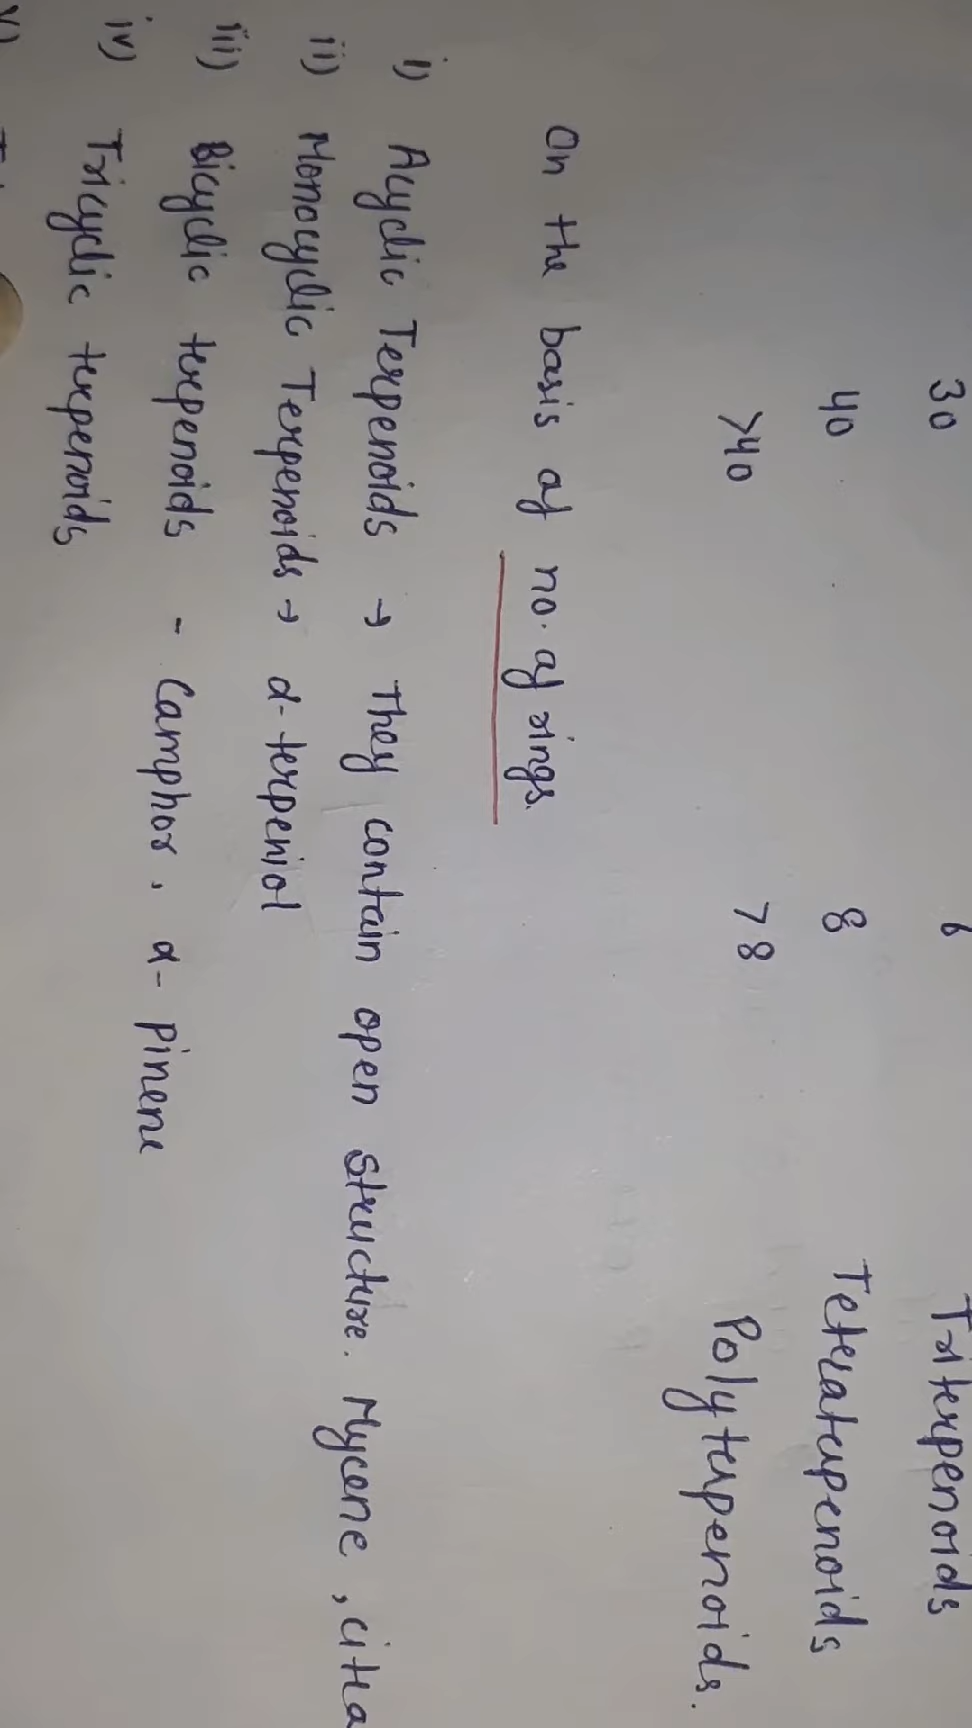 30 6 Triterpenoids
40 8 Tetraterpenoids
>40 >8 Polyterpenoids.
On the basis of no. of rings.
i) Acyclic Terpenoids → They contain open structure. Mycene, citra
ii) Monocyclic Terpenoids → α-terpeniol
iii) Bicyclic terpenoids - Camphor, α-Pinene
iv) Tricyclic terpenoids
v)